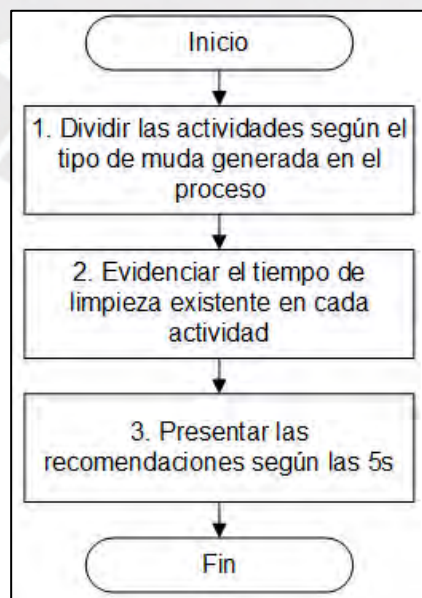 Inicio
1. Dividir las actividades según el
tipo de muda generada en el
proceso
2. Evidenciar el tiempo de
limpieza existente en cada
actividad
3. Presentar las
recomendaciones según las 5s
Fin